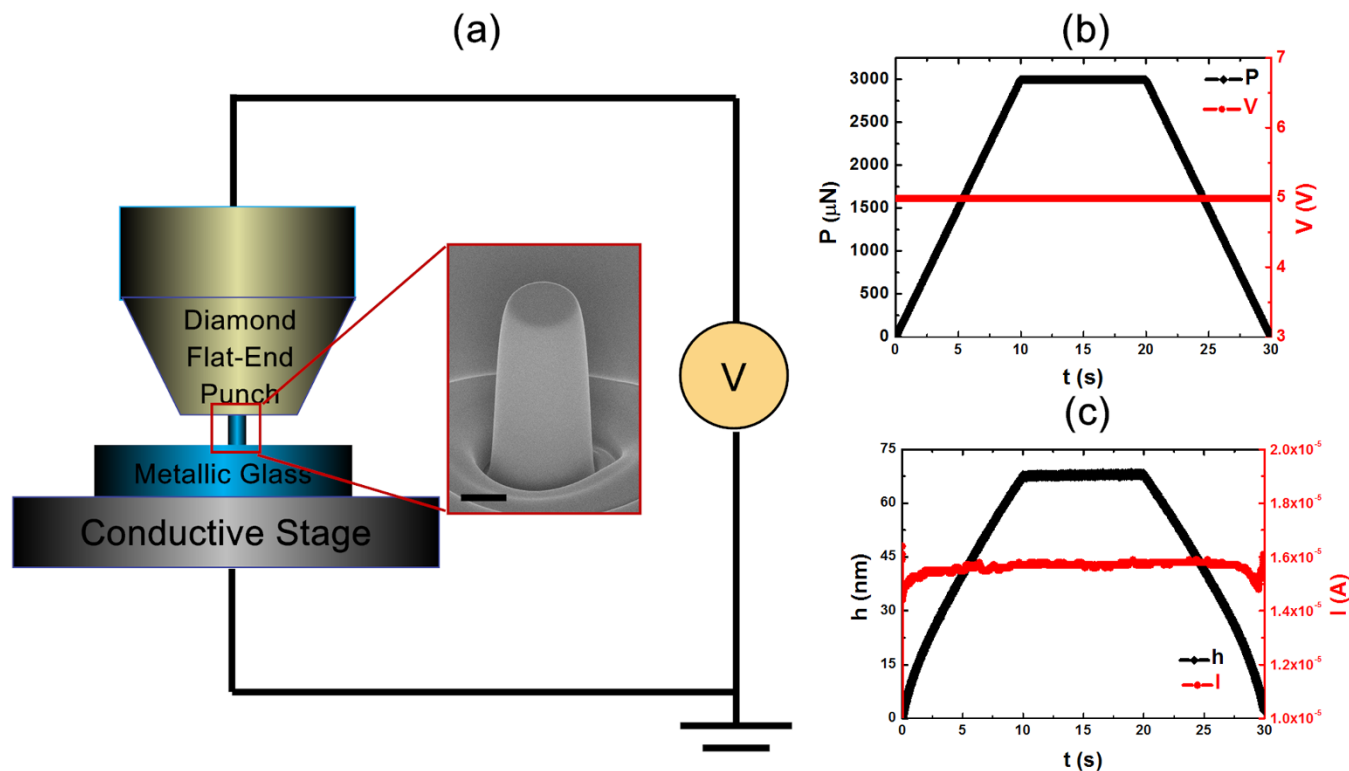 (a)
Diamond
Flat-End
Punch
Metallic Glass
Conductive Stage
V
(b)
P
V
3000
2500
2000
1500
1000
500
0
P (μN)
7
6
5
4
3
V (V)
0 5 10 15 20 25 30
t (s)
(c)
75
60
45
30
15
0
h (nm)
h
I
2.0x10⁻⁵
1.8x10⁻⁵
1.6x10⁻⁵
1.4x10⁻⁵
1.2x10⁻⁵
1.0x10⁻⁵
I (A)
0 5 10 15 20 25 30
t (s)